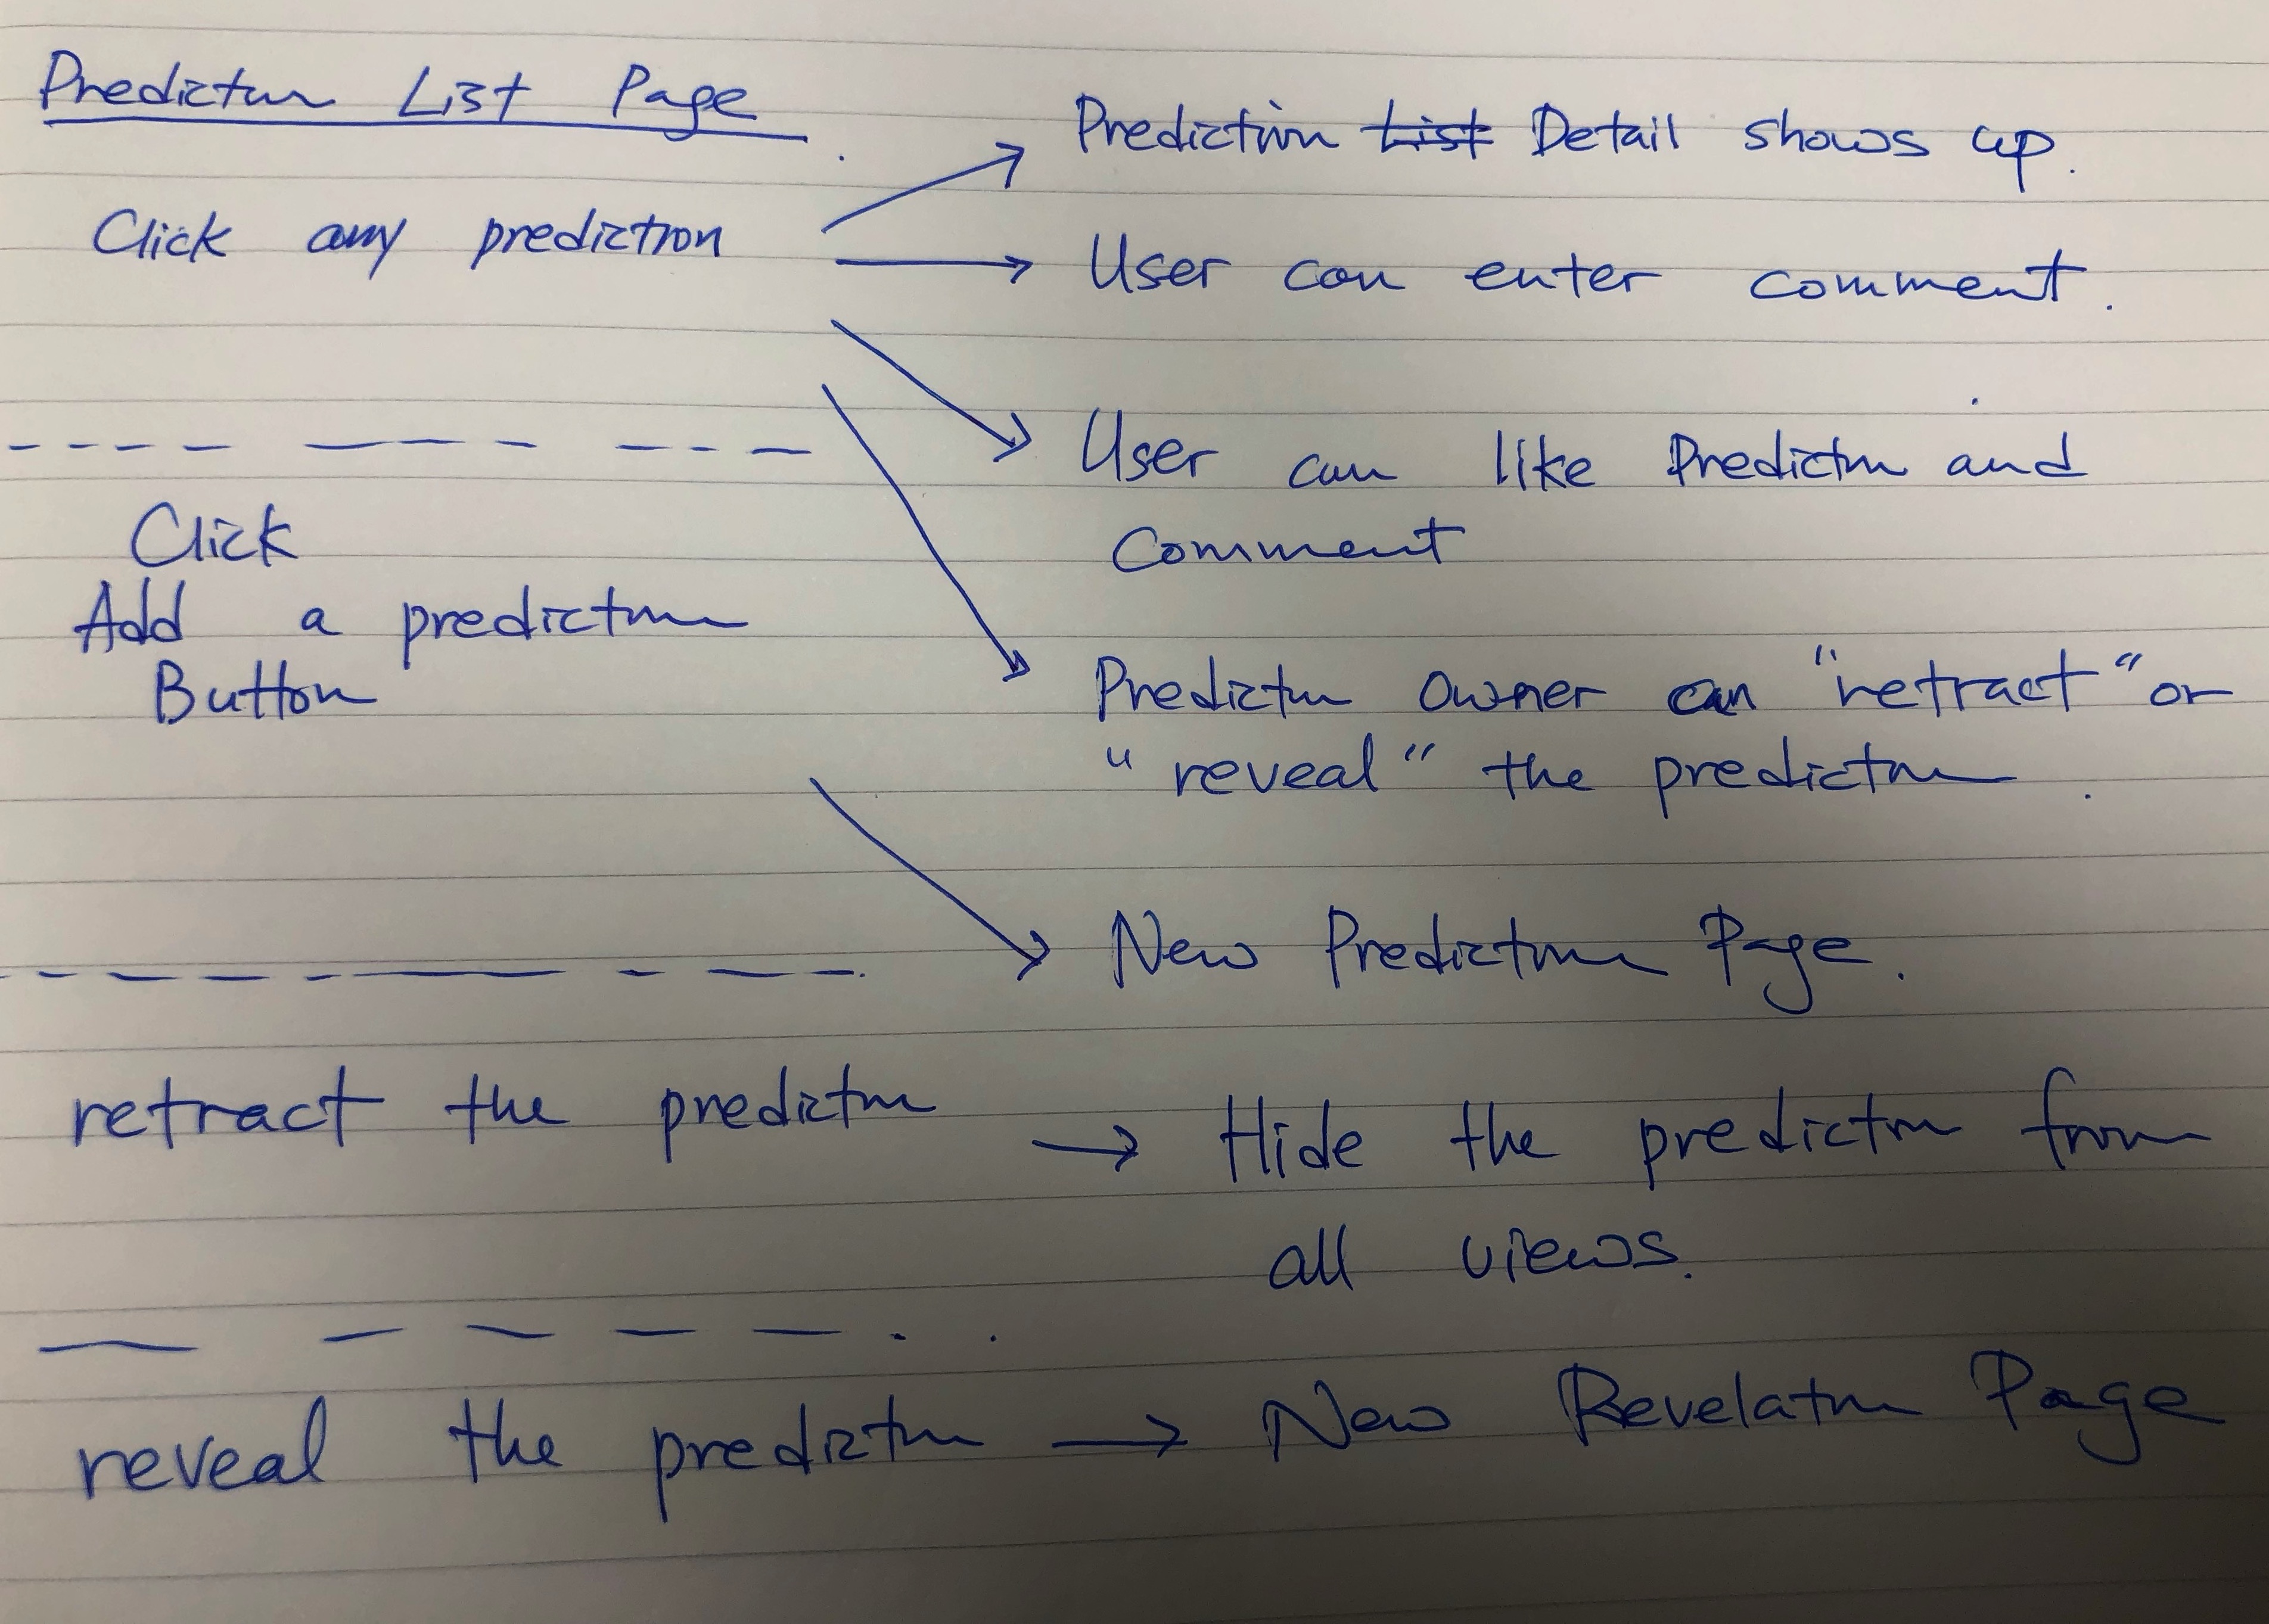 Prediction List Page.
Click any prediction
Prediction List Detail shows up.
User can enter comment.
User can like Prediction and
Comment
Prediction Owner can "retract" or
"reveal" the prediction.
Click
Add a prediction
Button
New Prediction Page.
retract the prediction
Hide the prediction from
all views.
reveal the prediction
New Revelation Page